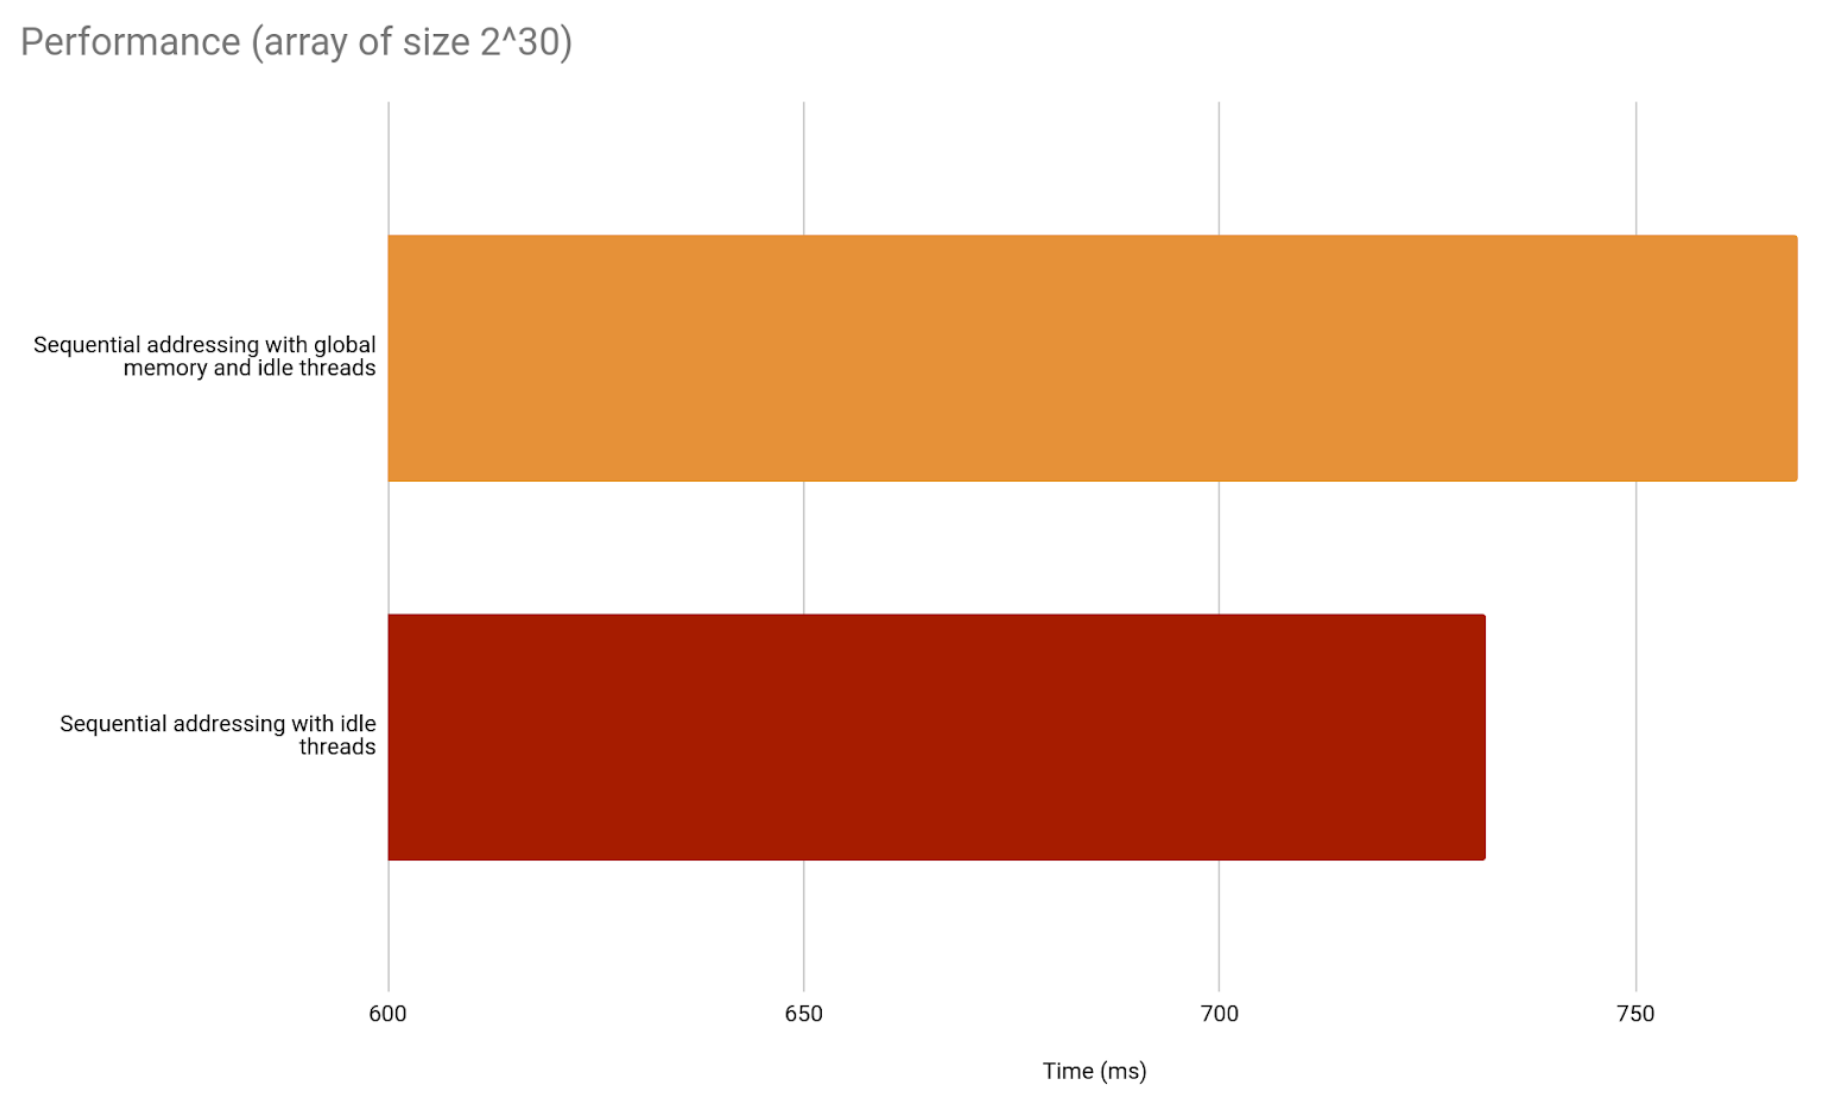 Performance (array of size 2^30)
Sequential addressing with global
memory and idle threads
Sequential addressing with idle
threads
600
650
700
750
Time (ms)